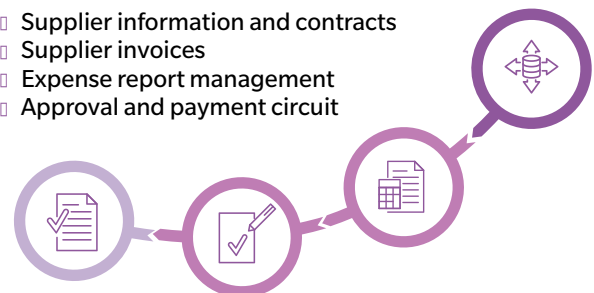 Supplier information and contracts
Supplier invoices
Expense report management
Approval and payment circuit